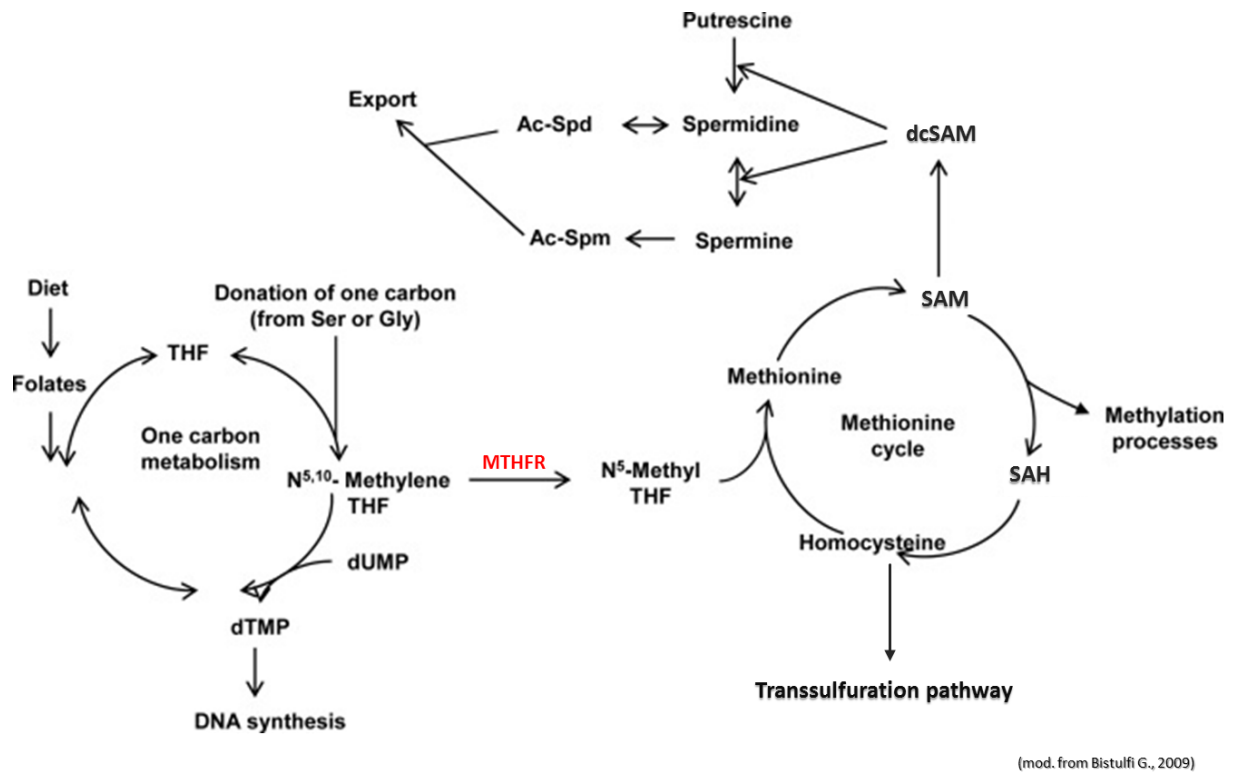 Putrescine
Export
Ac-Spd
Spermidine
dcSAM
Ac-Spm
Spermine
Diet
Donation of one carbon
(from Ser or Gly)
SAM
THF
Folates
Methionine
One carbon
metabolism
Methionine
cycle
Methylation
processes
MTHFR
N5,10- Methylene
THF
N5-Methyl
THF
SAH
Homocysteine
dUMP
dTMP
Transsulfuration pathway
DNA synthesis
(mod. from Bistulfi G., 2009)